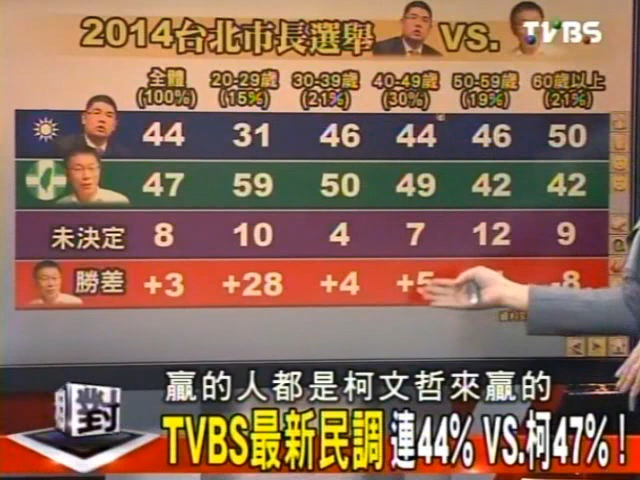 2014台北市長選舉 VS. TVBS
全體 20-29歲 30-39歲 40-49歲 50-59歲 60歲以上
(100%) (15%) (21%) (30%) (19%) (21%)
44 31 46 44 46 50
47 59 50 49 42 42
未決定 8 10 4 7 12 9
勝差 +3 +28 +4 +5 -8
對
贏的人都是柯文哲來贏的
TVBS最新民調 連44% VS.柯47%!